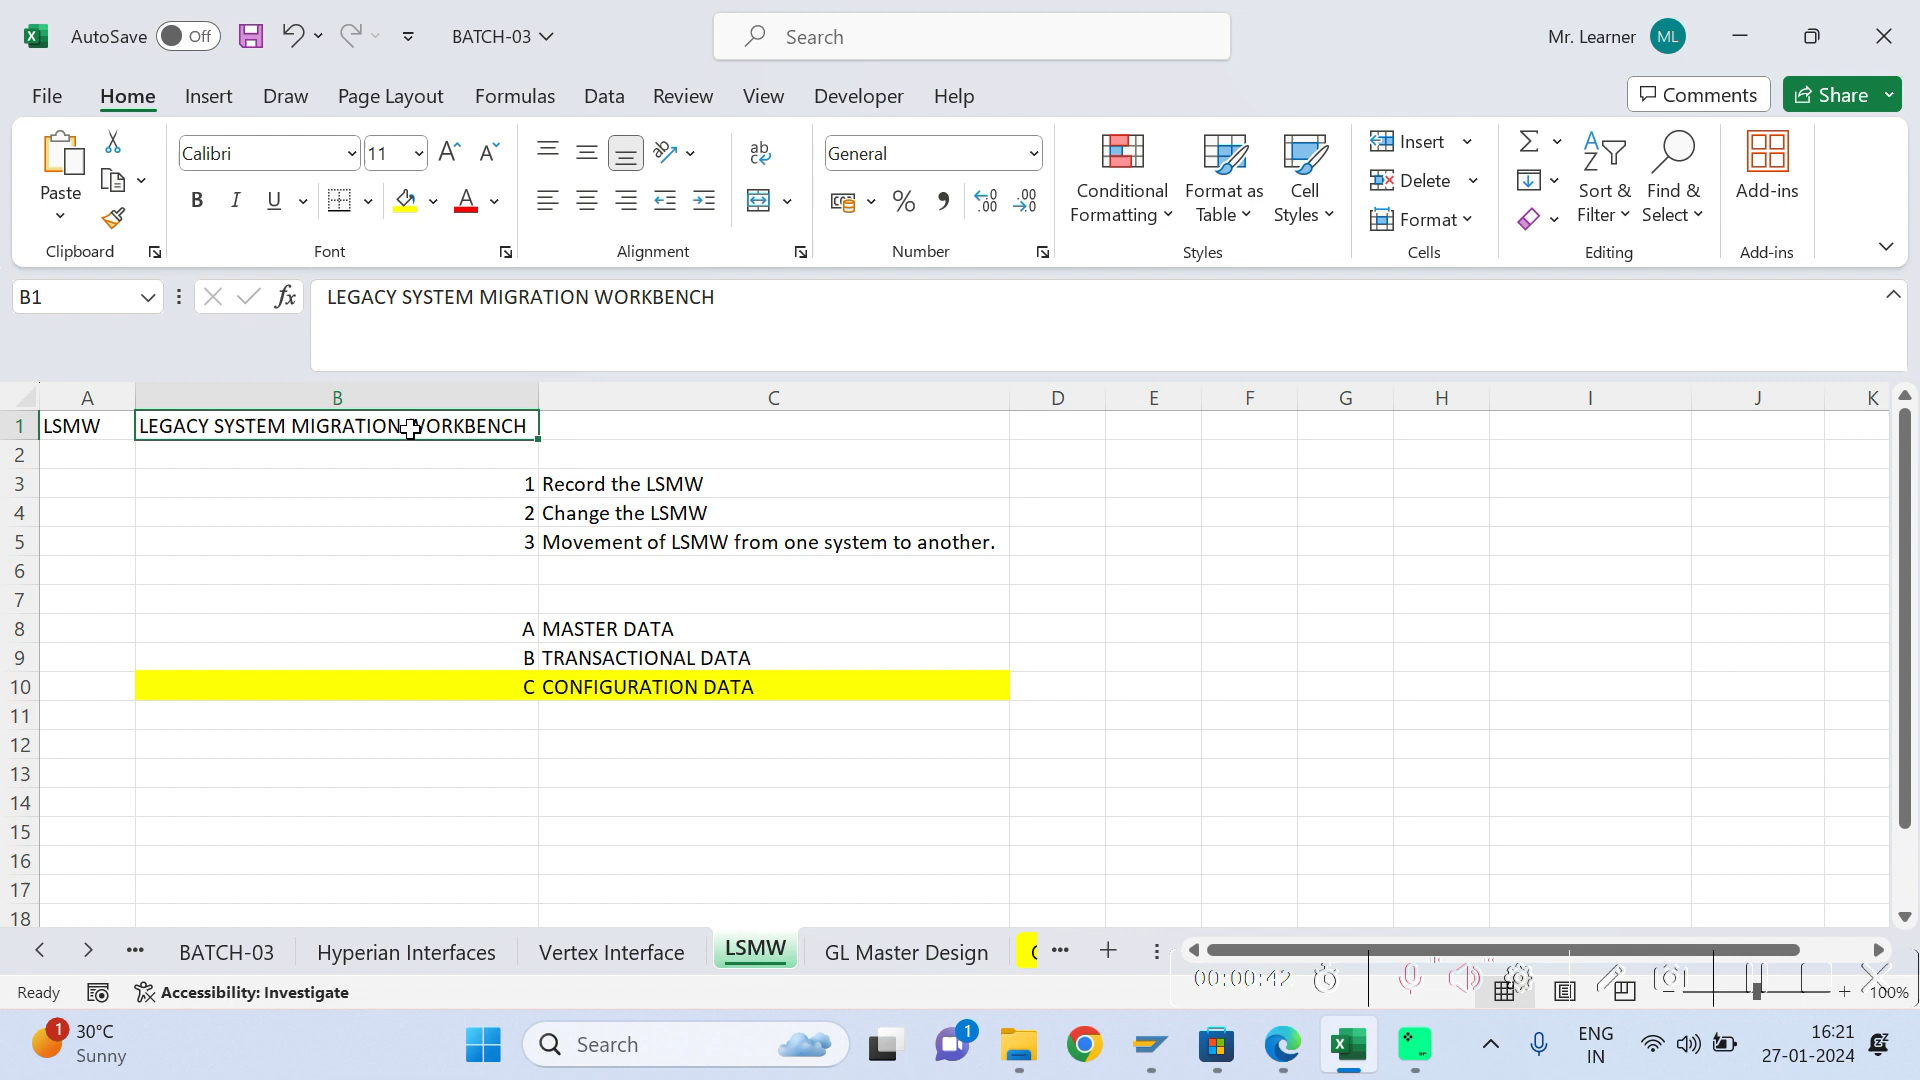 AutoSave Off BATCH-03 Search Mr. Learner ML
File Home Insert Draw Page Layout Formulas Data Review View Developer Help Comments Share
Paste
Clipboard
Calibri 11
B I U
Font
Alignment
General
Number
Conditional Formatting
Format as Table
Cell Styles
Styles
Insert
Delete
Format
Cells
Sort & Filter
Find & Select
Editing
Add-ins
Add-ins
B1 fx LEGACY SYSTEM MIGRATION WORKBENCH
A B C D E F G H I J K
1 LSMW LEGACY SYSTEM MIGRATION WORKBENCH
2
3 1 Record the LSMW
4 2 Change the LSMW
5 3 Movement of LSMW from one system to another.
6
7
8 A MASTER DATA
9 B TRANSACTIONAL DATA
10 C CONFIGURATION DATA
11
12
13
14
15
16
17
18
BATCH-03 Hyperian Interfaces Vertex Interface LSMW GL Master Design
00:00:42
Ready Accessibility: Investigate 100%
1 30°C
Sunny
Search
1
ENG
IN
16:21
27-01-2024